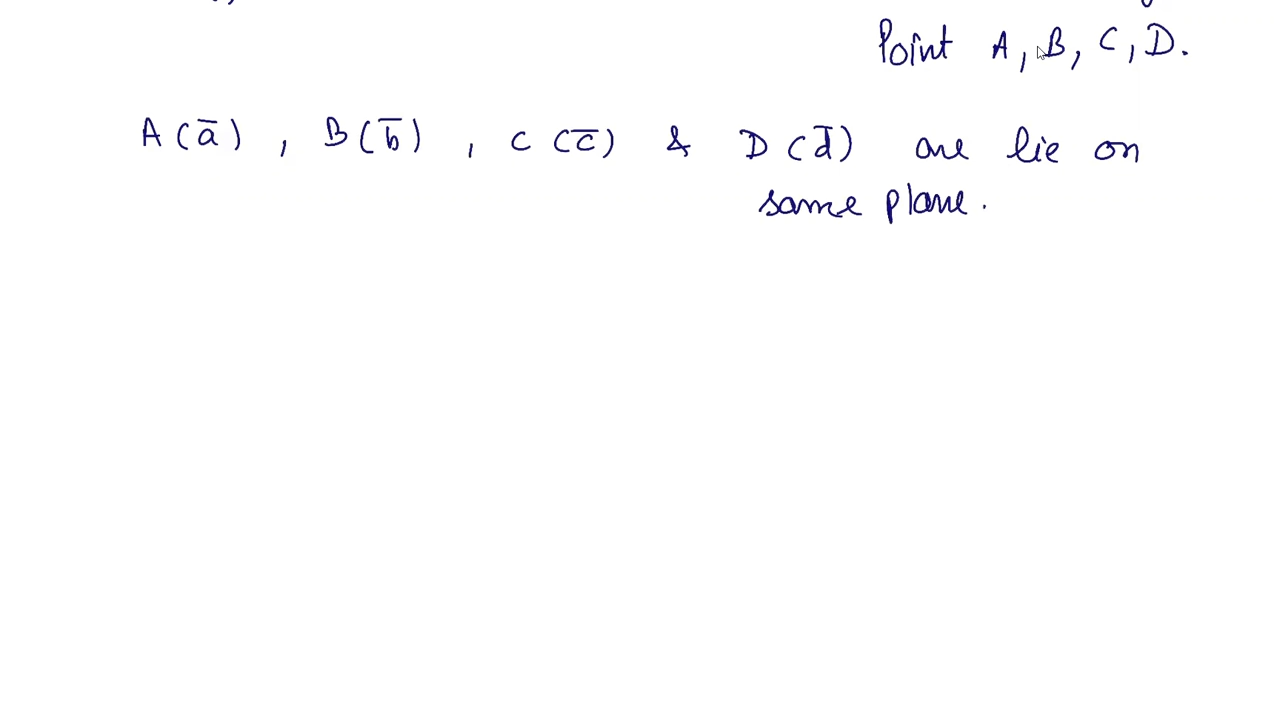 Point A, B, C, D.
A (a̅) , B (b̅) , C (c̅) & D (d̅) are lie on
same plane.